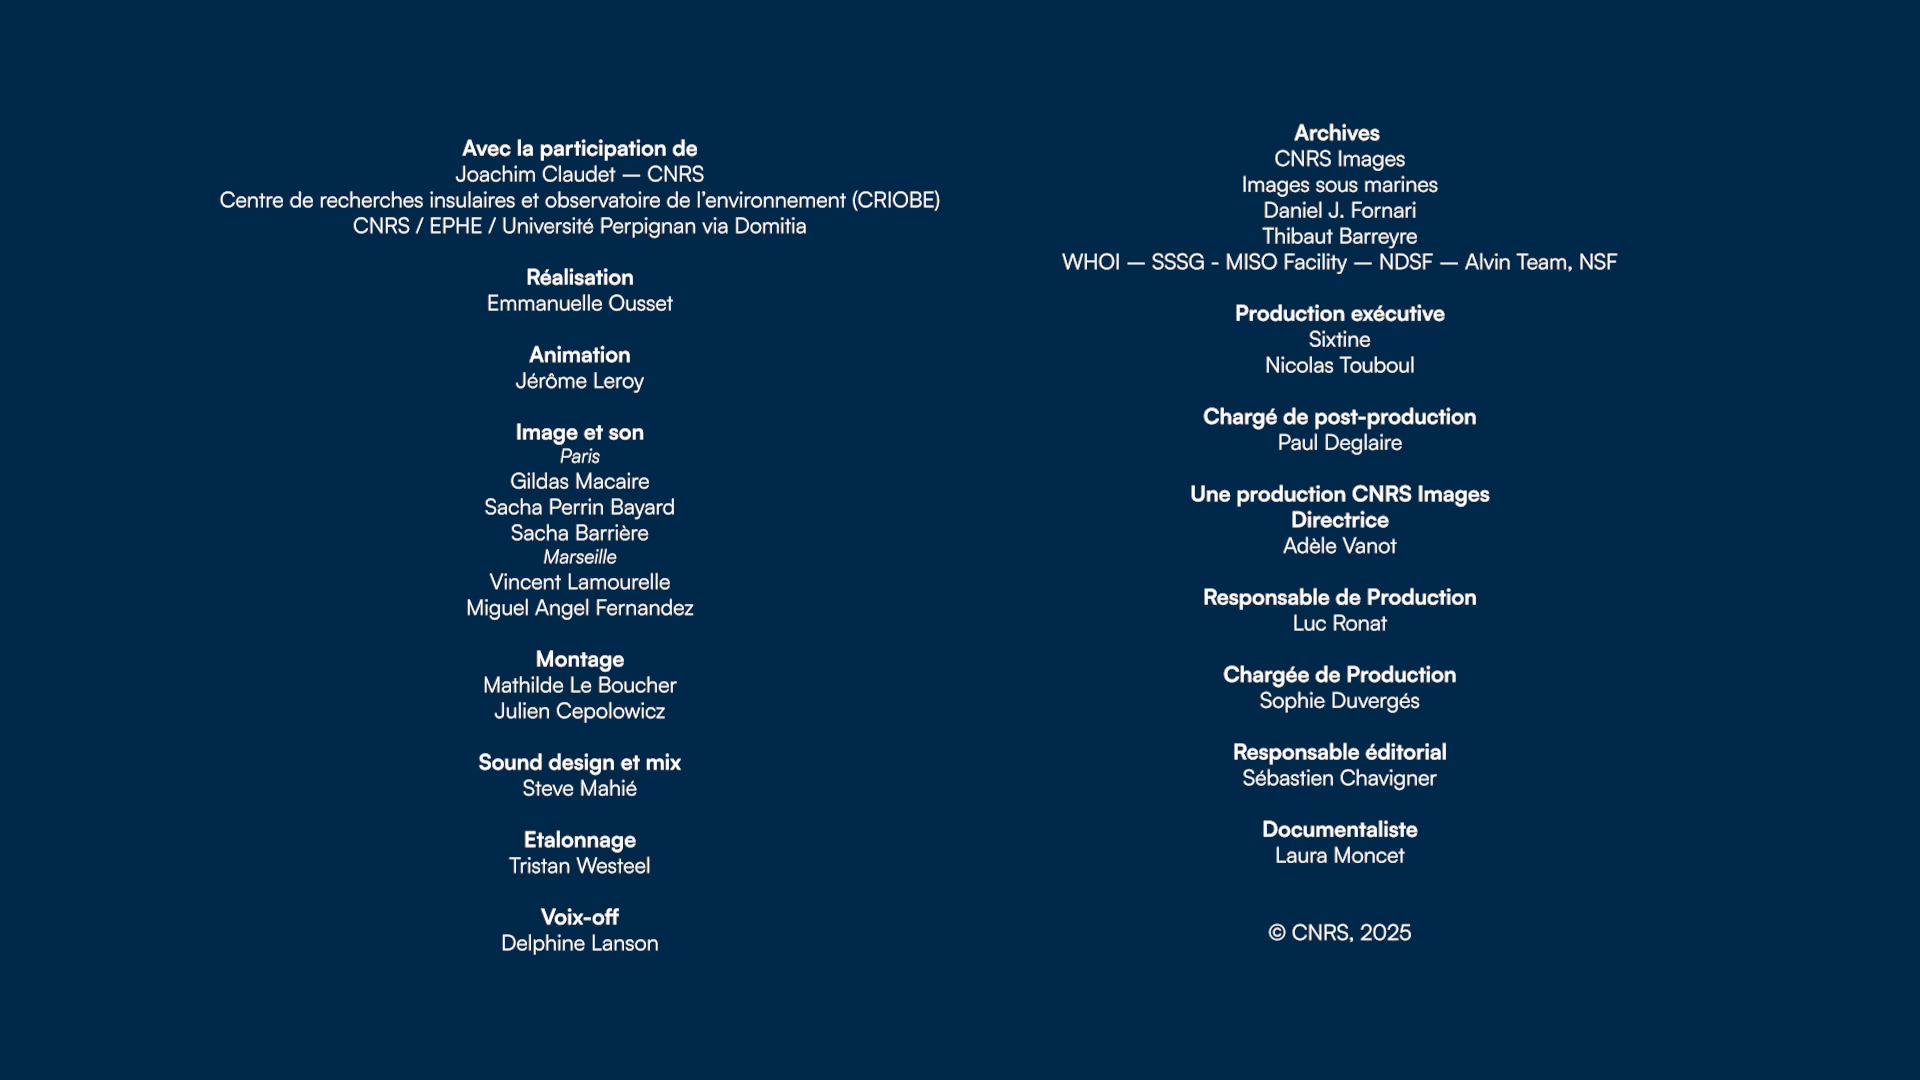 Avec la participation de
Joachim Claudet — CNRS
Centre de recherches insulaires et observatoire de l'environnement (CRIOBE)
CNRS / EPHE / Université Perpignan via Domitia
Réalisation
Emmanuelle Ousset
Animation
Jérôme Leroy
Image et son
Paris
Gildas Macaire
Sacha Perrin Bayard
Sacha Barrière
Marseille
Vincent Lamourelle
Miguel Angel Fernandez
Montage
Mathilde Le Boucher
Julien Cepolowicz
Sound design et mix
Steve Mahié
Etalonnage
Tristan Westeel
Voix-off
Delphine Lanson
Archives
CNRS Images
Images sous marines
Daniel J. Fornari
Thibaut Barreyre
WHOI — SSSG - MISO Facility — NDSF — Alvin Team, NSF
Production exécutive
Sixtine
Nicolas Touboul
Chargé de post-production
Paul Deglaire
Une production CNRS Images
Directrice
Adèle Vanot
Responsable de Production
Luc Ronat
Chargée de Production
Sophie Duvergés
Responsable éditorial
Sébastien Chavigner
Documentaliste
Laura Moncet
© CNRS, 2025